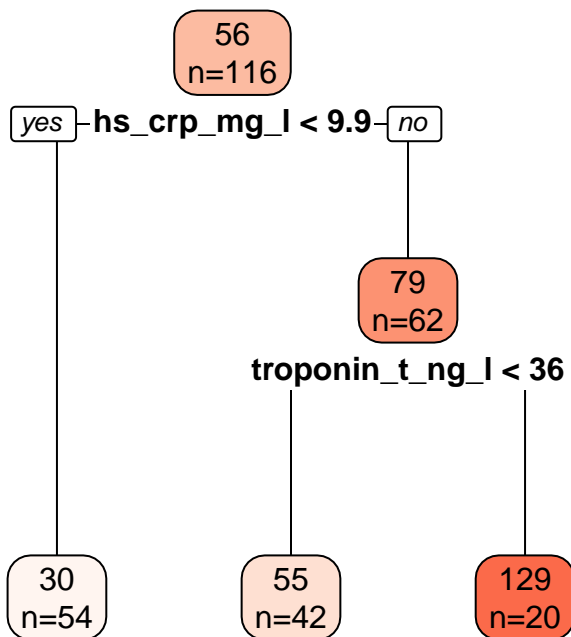 56
n=116
yes hs_crp_mg_l < 9.9 no
79
n=62
troponin_t_ng_l < 36
30
n=54
55
n=42
129
n=20